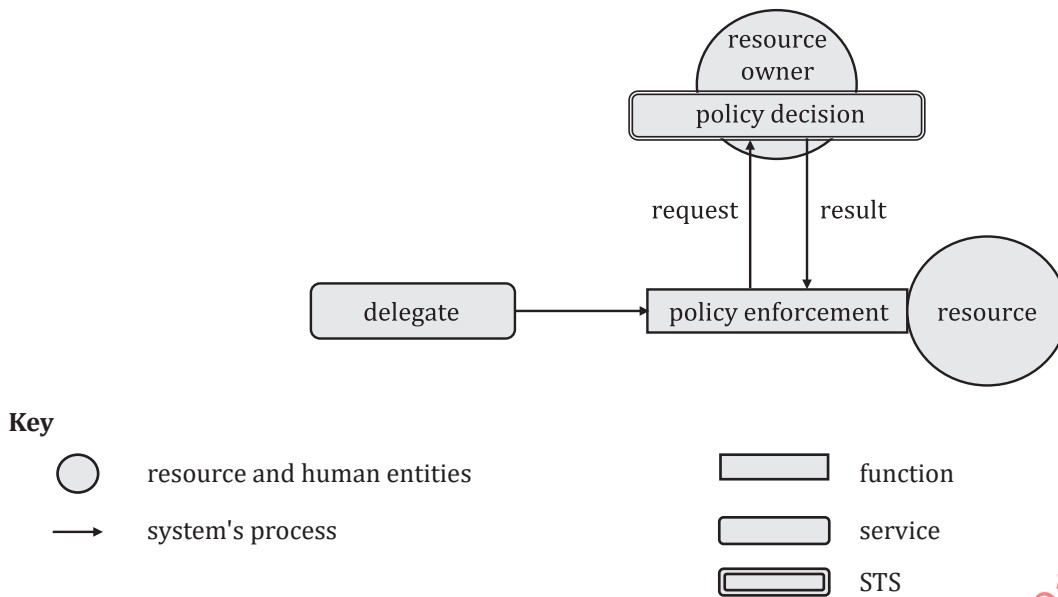 resource
owner
policy decision
request
result
delegate
policy enforcement
resource
Key
resource and human entities
function
system's process
service
STS